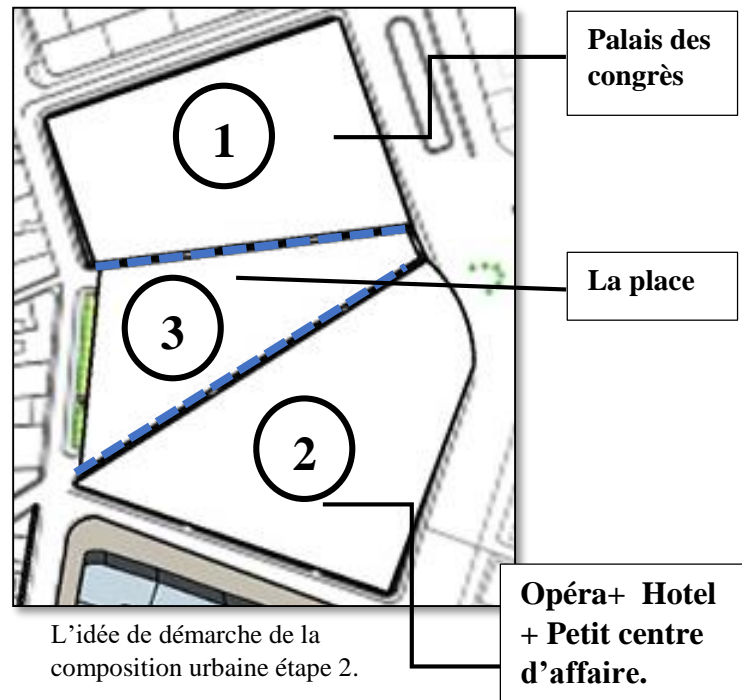 Palais des
congrès
1
La place
3
2
Opéra+ Hotel
+ Petit centre
d'affaire.
L'idée de démarche de la
composition urbaine étape 2.